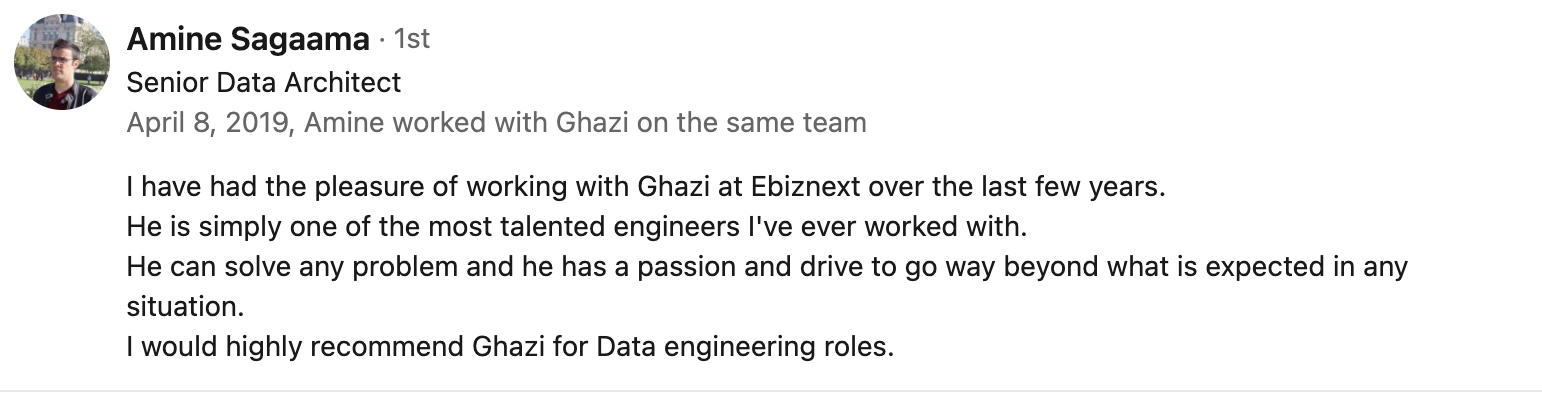 Amine Sagaama · 1st
Senior Data Architect
April 8, 2019, Amine worked with Ghazi on the same team
I have had the pleasure of working with Ghazi at Ebiznext over the last few years.
He is simply one of the most talented engineers I've ever worked with.
He can solve any problem and he has a passion and drive to go way beyond what is expected in any
situation.
I would highly recommend Ghazi for Data engineering roles.